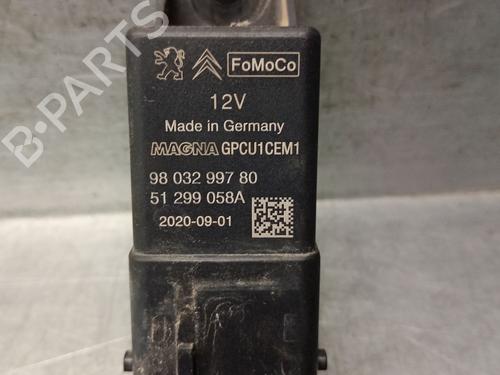 FoMoCo
12V
Made in Germany
MAGNA GPCU1CEM1
98 032 997 80
51 299 058A
2020-09-01
B-PARTS